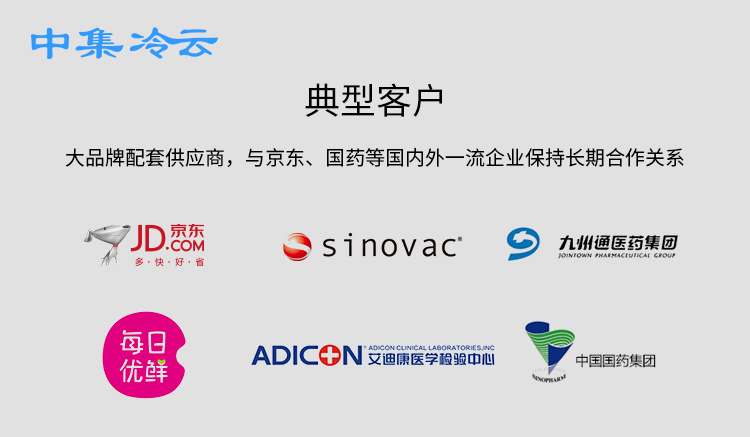 中集冷云
典型客户
大品牌配套供应商，与京东、国药等国内外一流企业保持长期合作关系
JD 京东
.COM
多·快·好·省
sinovac®
九州通医药集团
JOINTOWN PHARMACEUTICAL GROUP
每日
优鲜
ADICON® ADICON CLINICAL LABORATORIES,INC
艾迪康医学检验中心
SINOPHARM
中国国药集团